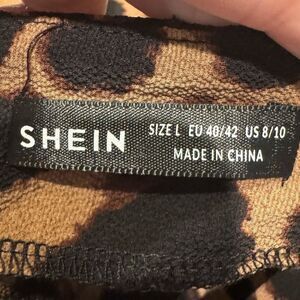 SHEIN
SIZE L EU 40/42 US 8/10
MADE IN CHINA